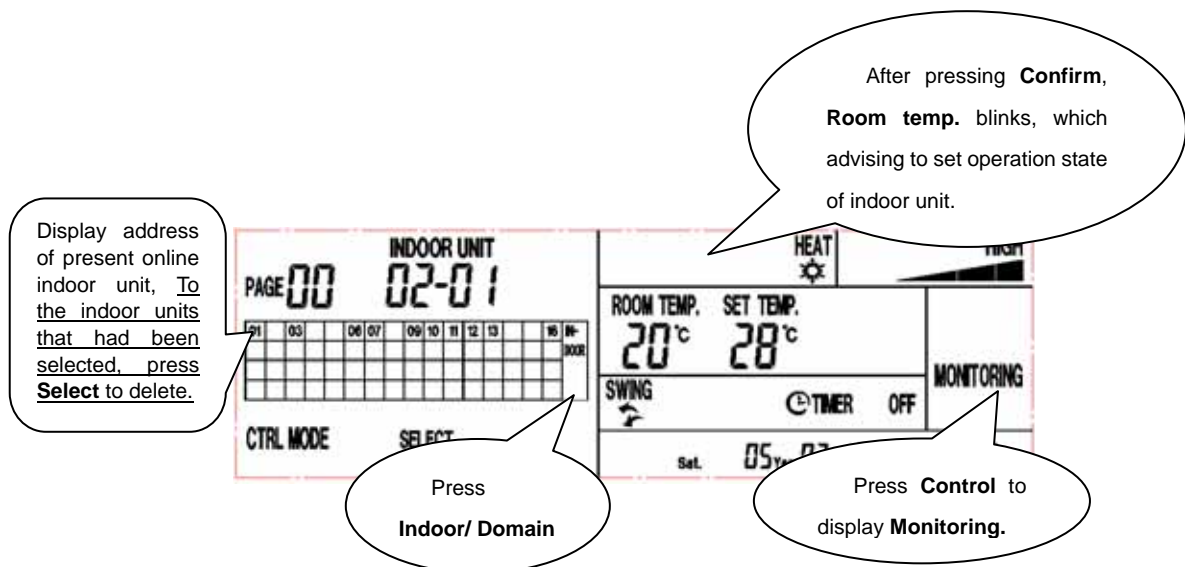 After pressing Confirm,
Room temp. blinks, which
advising to set operation state
of indoor unit.
Display address
of present online
indoor unit, To
the indoor units
that had been
selected, press
Select to delete.
INDOOR UNIT
PAGE 00 02-01
01 03 06 07 09 10 11 12 13 16 IN-
DOOR
CTRL MODE SELECT
HEAT
HIGH
ROOM TEMP. SET TEMP.
20°C 28°C
SWING TIMER OFF
MONITORING
Sat. 05
Press
Indoor/ Domain
Press Control to
display Monitoring.